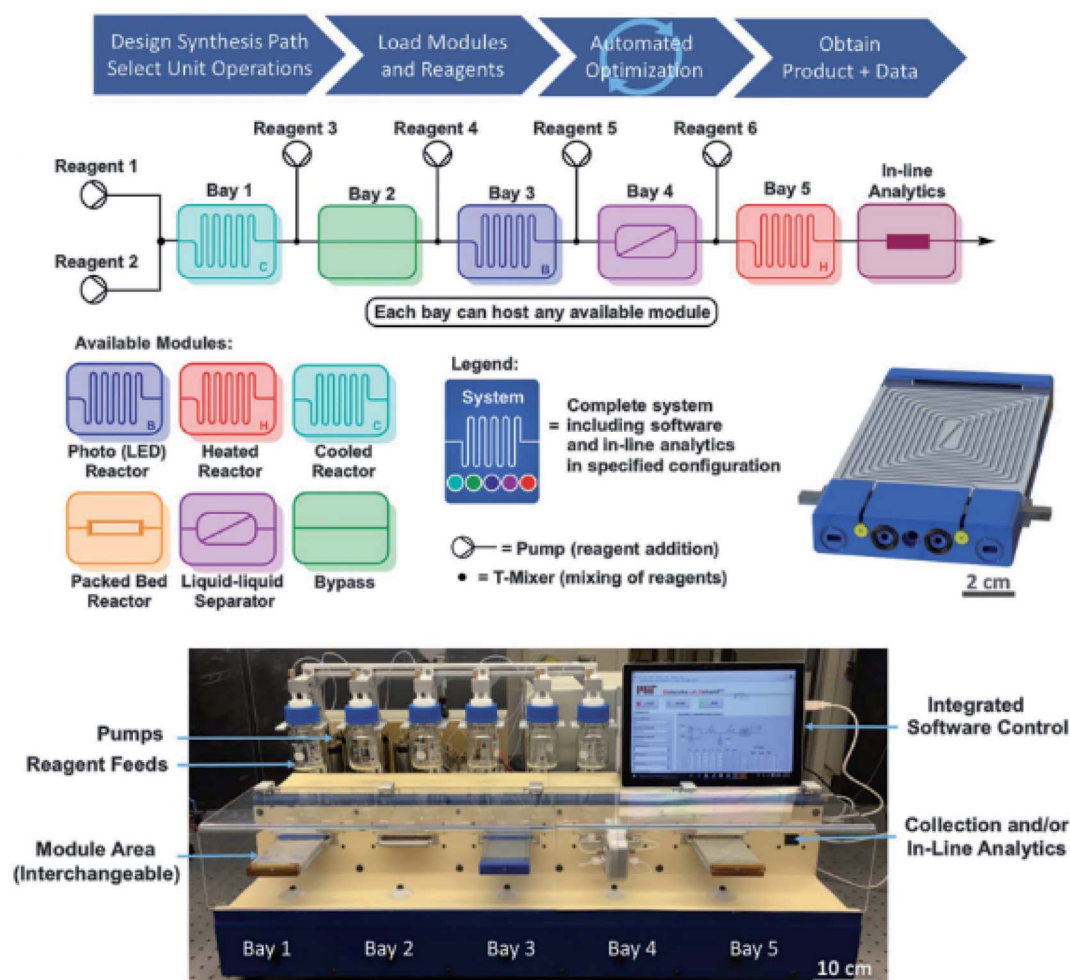 Design Synthesis Path
Select Unit Operations
Load Modules
and Reagents
Automated
Optimization
Obtain
Product + Data
Reagent 1
Reagent 2
Reagent 3
Reagent 4
Reagent 5
Reagent 6
Bay 1
Bay 2
Bay 3
Bay 4
Bay 5
In-line
Analytics
C
B
H
Each bay can host any available module
Available Modules:
B
H
C
Photo (LED)
Reactor
Heated
Reactor
Cooled
Reactor
Packed Bed
Reactor
Liquid-liquid
Separator
Bypass
Legend:
System
= Complete system
including software
and in-line analytics
in specified configuration
= Pump (reagent addition)
= T-Mixer (mixing of reagents)
2 cm
Pumps
Reagent Feeds
Module Area
(Interchangeable)
Integrated
Software Control
Collection and/or
In-Line Analytics
Bay 1
Bay 2
Bay 3
Bay 4
Bay 5
10 cm